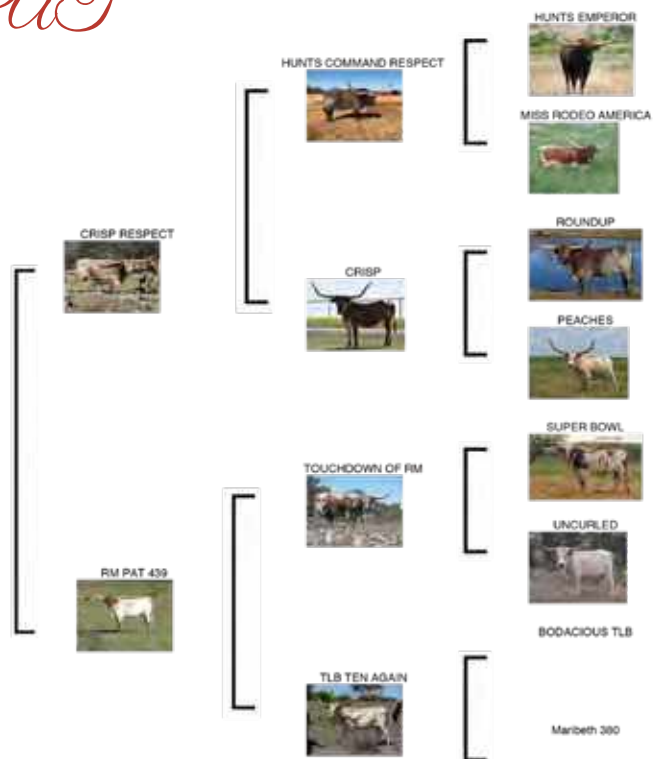 HUNTS EMPEROR
HUNTS COMMAND RESPECT
MISS RODEO AMERICA
CRISP RESPECT
ROUNDUP
CRISP
PEACHES
SUPER BOWL
TOUCHDOWN OF RM
UNCURLED
RM PAT 439
BODACIOUS TLB
TLB TEN AGAIN
Maribeth 380